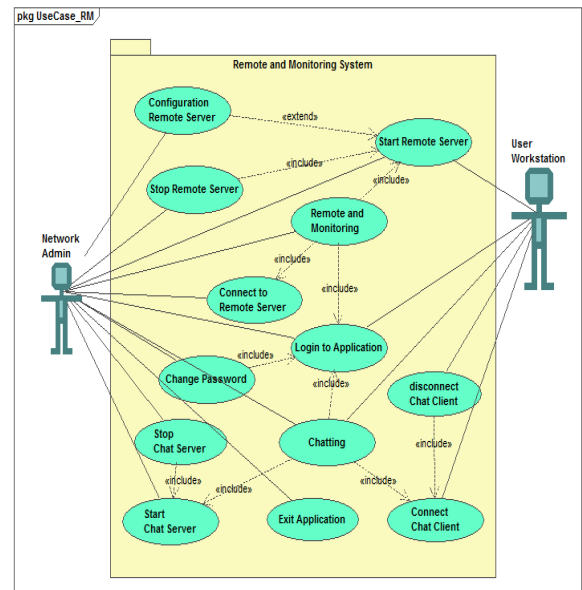 pkg UseCase_RM
Remote and Monitoring System
Configuration
Remote Server
«extend»
Start Remote Server
User
Workstation
«include»
Stop Remote Server
«include»
Remote and
Monitoring
Network
Admin
«include»
Connect to
Remote Server
«include»
Login to Application
«include»
Change Password
«include»
disconnect
Chat Client
Stop
Chat Server
Chatting
«include»
«include»
«include»
«include»
Start
Chat Server
Exit Application
Connect
Chat Client